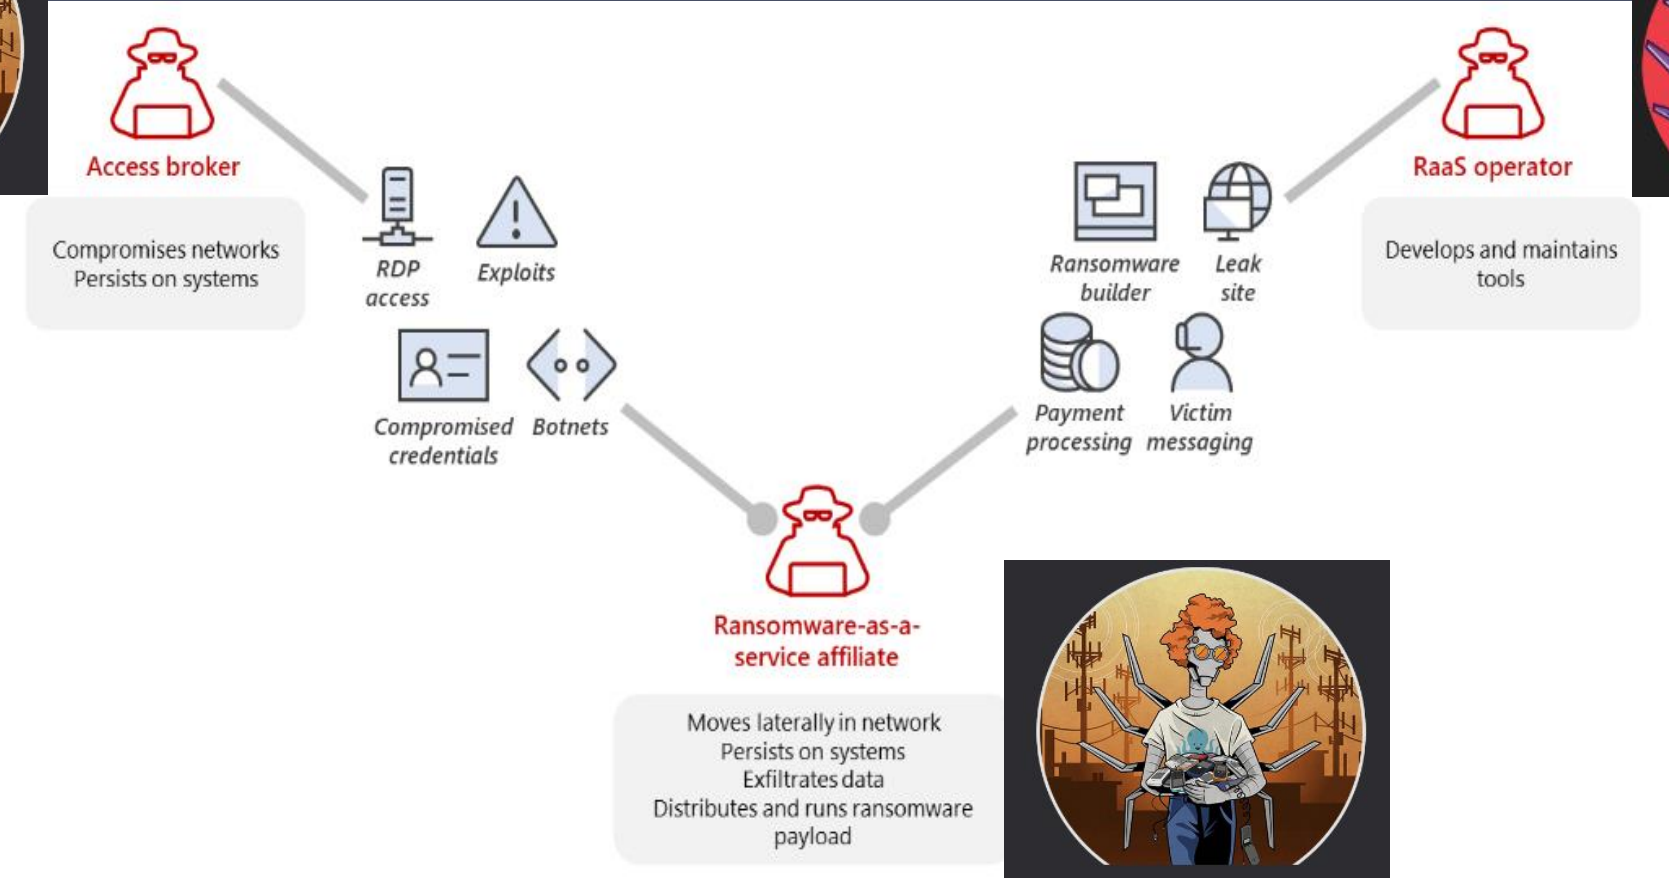 Access broker
Compromises networks
Persists on systems
RDP
access
Exploits
Compromised
credentials
Botnets
RaaS operator
Develops and maintains
tools
Ransomware
builder
Leak
site
Payment
processing
Victim
messaging
Ransomware-as-a-
service affiliate
Moves laterally in network
Persists on systems
Exfiltrates data
Distributes and runs ransomware
payload